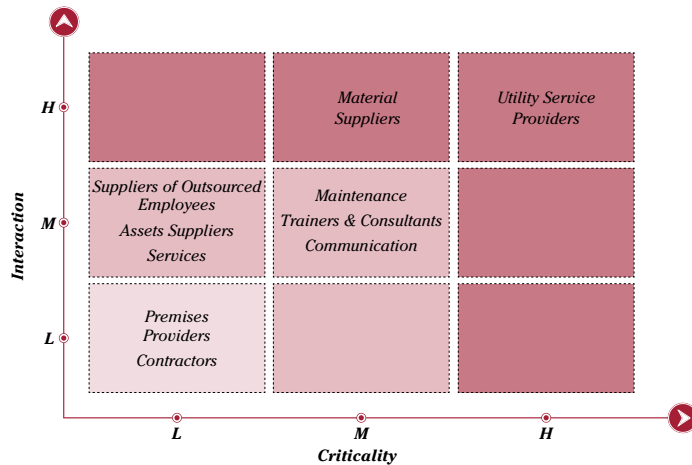 H
Material
Suppliers
Utility Service
Providers
M
Suppliers of Outsourced
Employees
Assets Suppliers
Services
Maintenance
Trainers & Consultants
Communication
L
Premises
Providers
Contractors
Interaction
L
M
H
Criticality